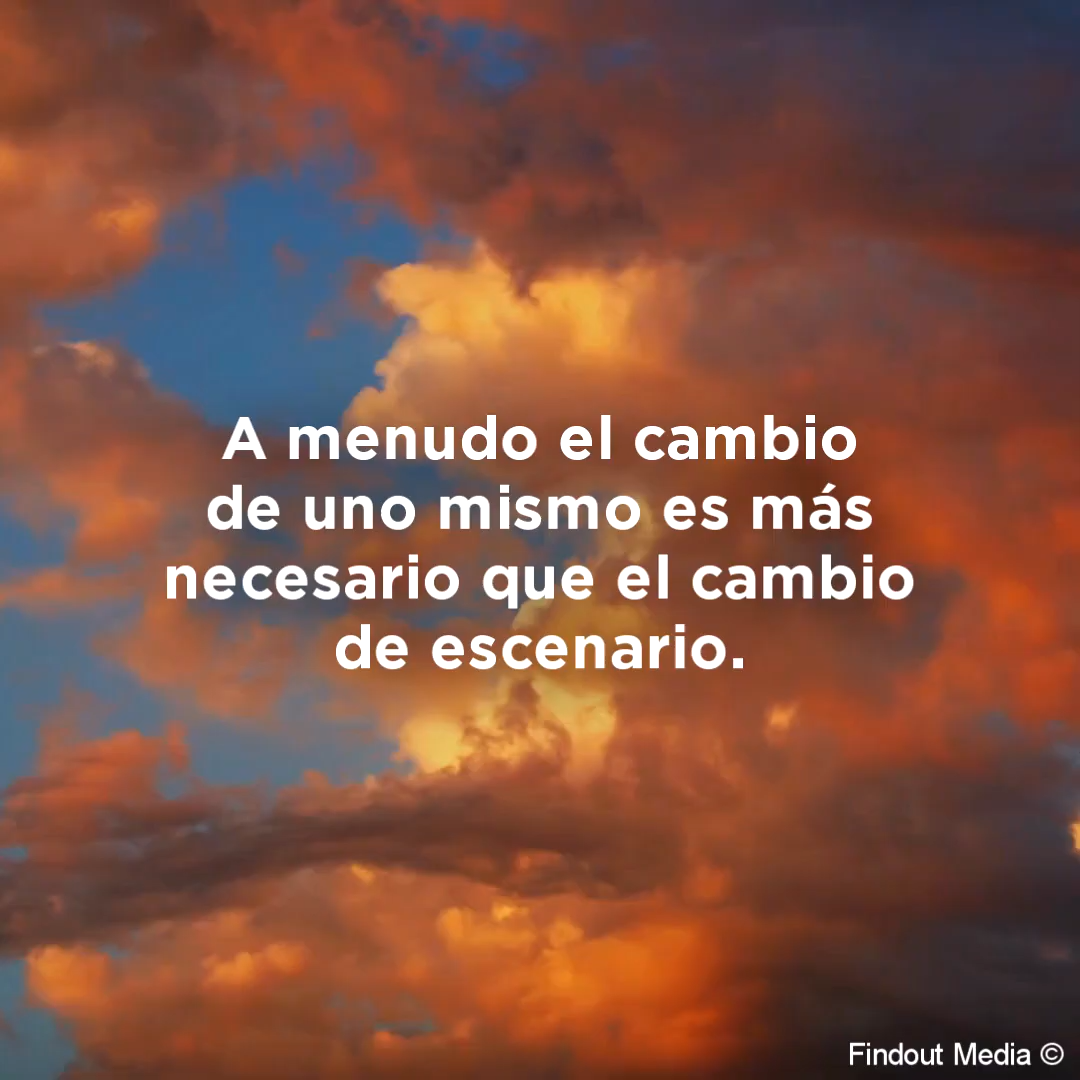 A menudo el cambio
de uno mismo es más
necesario que el cambio
de escenario.
Findout Media ©